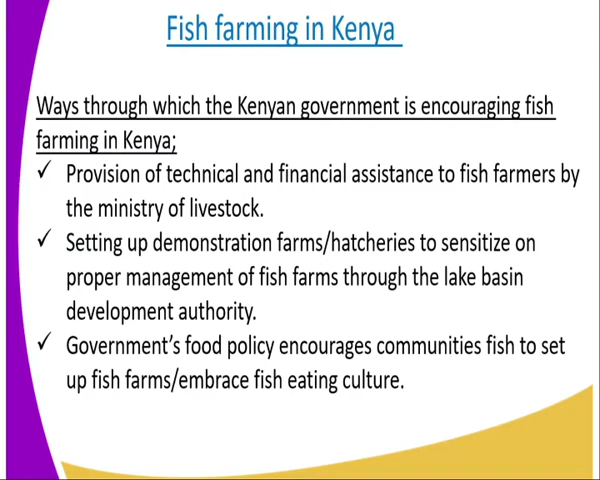 Fish farming in Kenya
Ways through which the Kenyan government is encouraging fish
farming in Kenya;
✓ Provision of technical and financial assistance to fish farmers by
the ministry of livestock.
✓ Setting up demonstration farms/hatcheries to sensitize on
proper management of fish farms through the lake basin
development authority.
✓ Government’s food policy encourages communities fish to set
up fish farms/embrace fish eating culture.